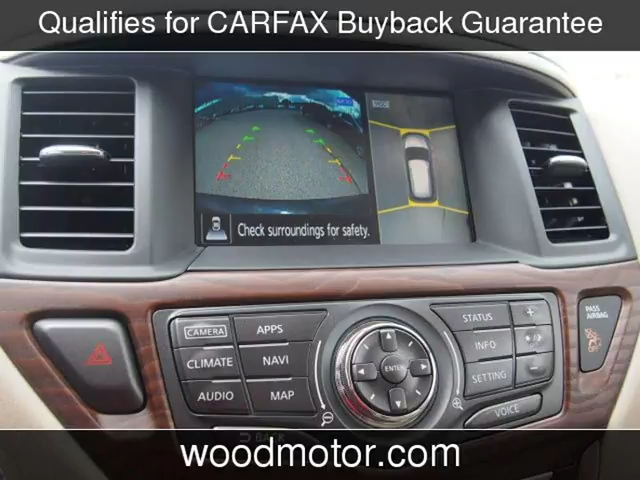 Qualifies for CARFAX Buyback Guarantee
Check surroundings for safety.
CAMERA
APPS
STATUS
+
PASS
AIRBAG
CLIMATE
NAVI
ENTER
INFO
AUDIO
MAP
SETTING
-
VOICE
BACK
woodmotor.com